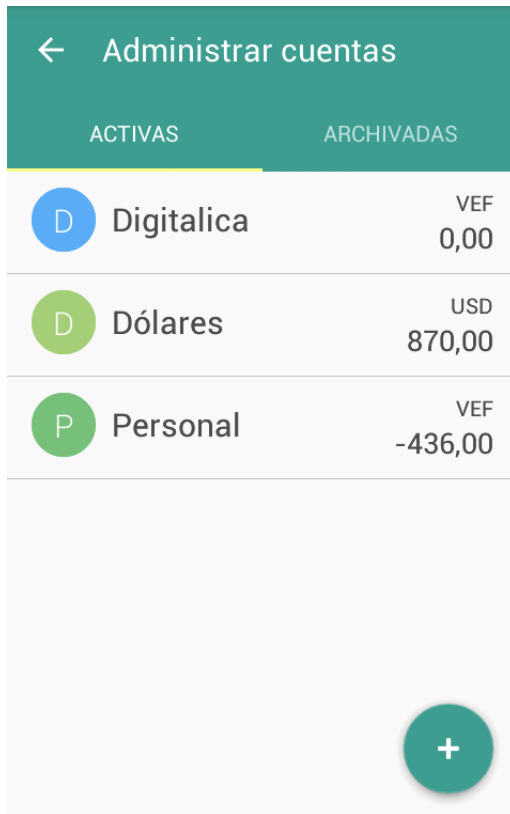 Administrar cuentas
ACTIVAS
ARCHIVADAS
D
Digitalica
VEF
0,00
D
Dólares
USD
870,00
P
Personal
VEF
-436,00
+